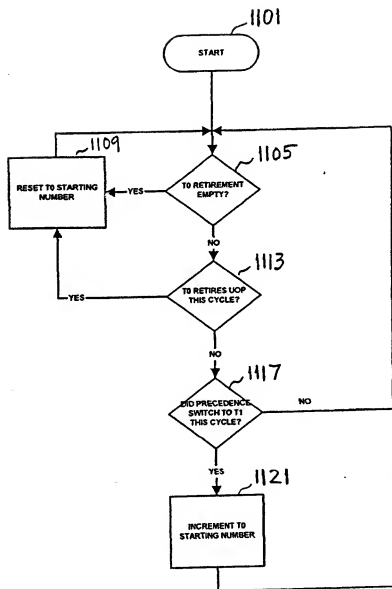 1101
START
1109
1105
RESET T0 STARTING
NUMBER
YES
T0 RETIREMENT
EMPTY?
NO
1113
YES
T0 RETIRES UOP
THIS CYCLE?
NO
1117
DID PRECEDENCE
SWITCH TO T1
THIS CYCLE?
NO
YES
1121
INCREMENT T0
STARTING NUMBER